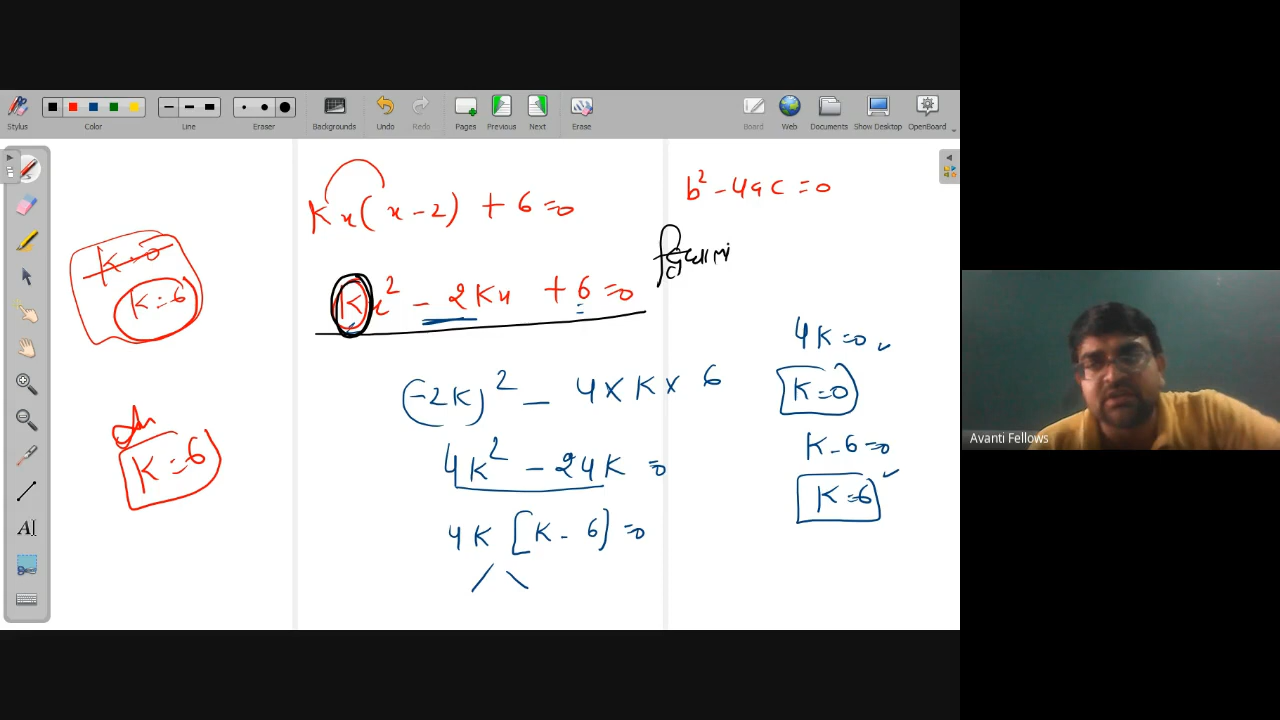 Stylus
Color
Line
Eraser
Backgrounds
Undo
Redo
Pages
Previous
Next
Erase
Board
Web
Documents
Show Desktop
OpenBoard
Kx(x-2) + 6=0
b² - 4ac = 0
K=0
K=6
Kx² - 2Kx + 6=0
(-2K)² - 4×K×6
4K² - 24K =0
4K [K-6] =0
4K=0
K=0
K-6=0
K=6
Ans
K=6
Avanti Fellows